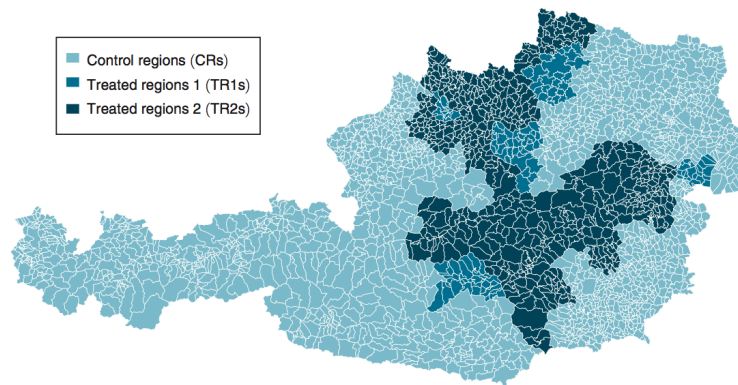 Control regions (CRs)
Treated regions 1 (TR1s)
Treated regions 2 (TR2s)